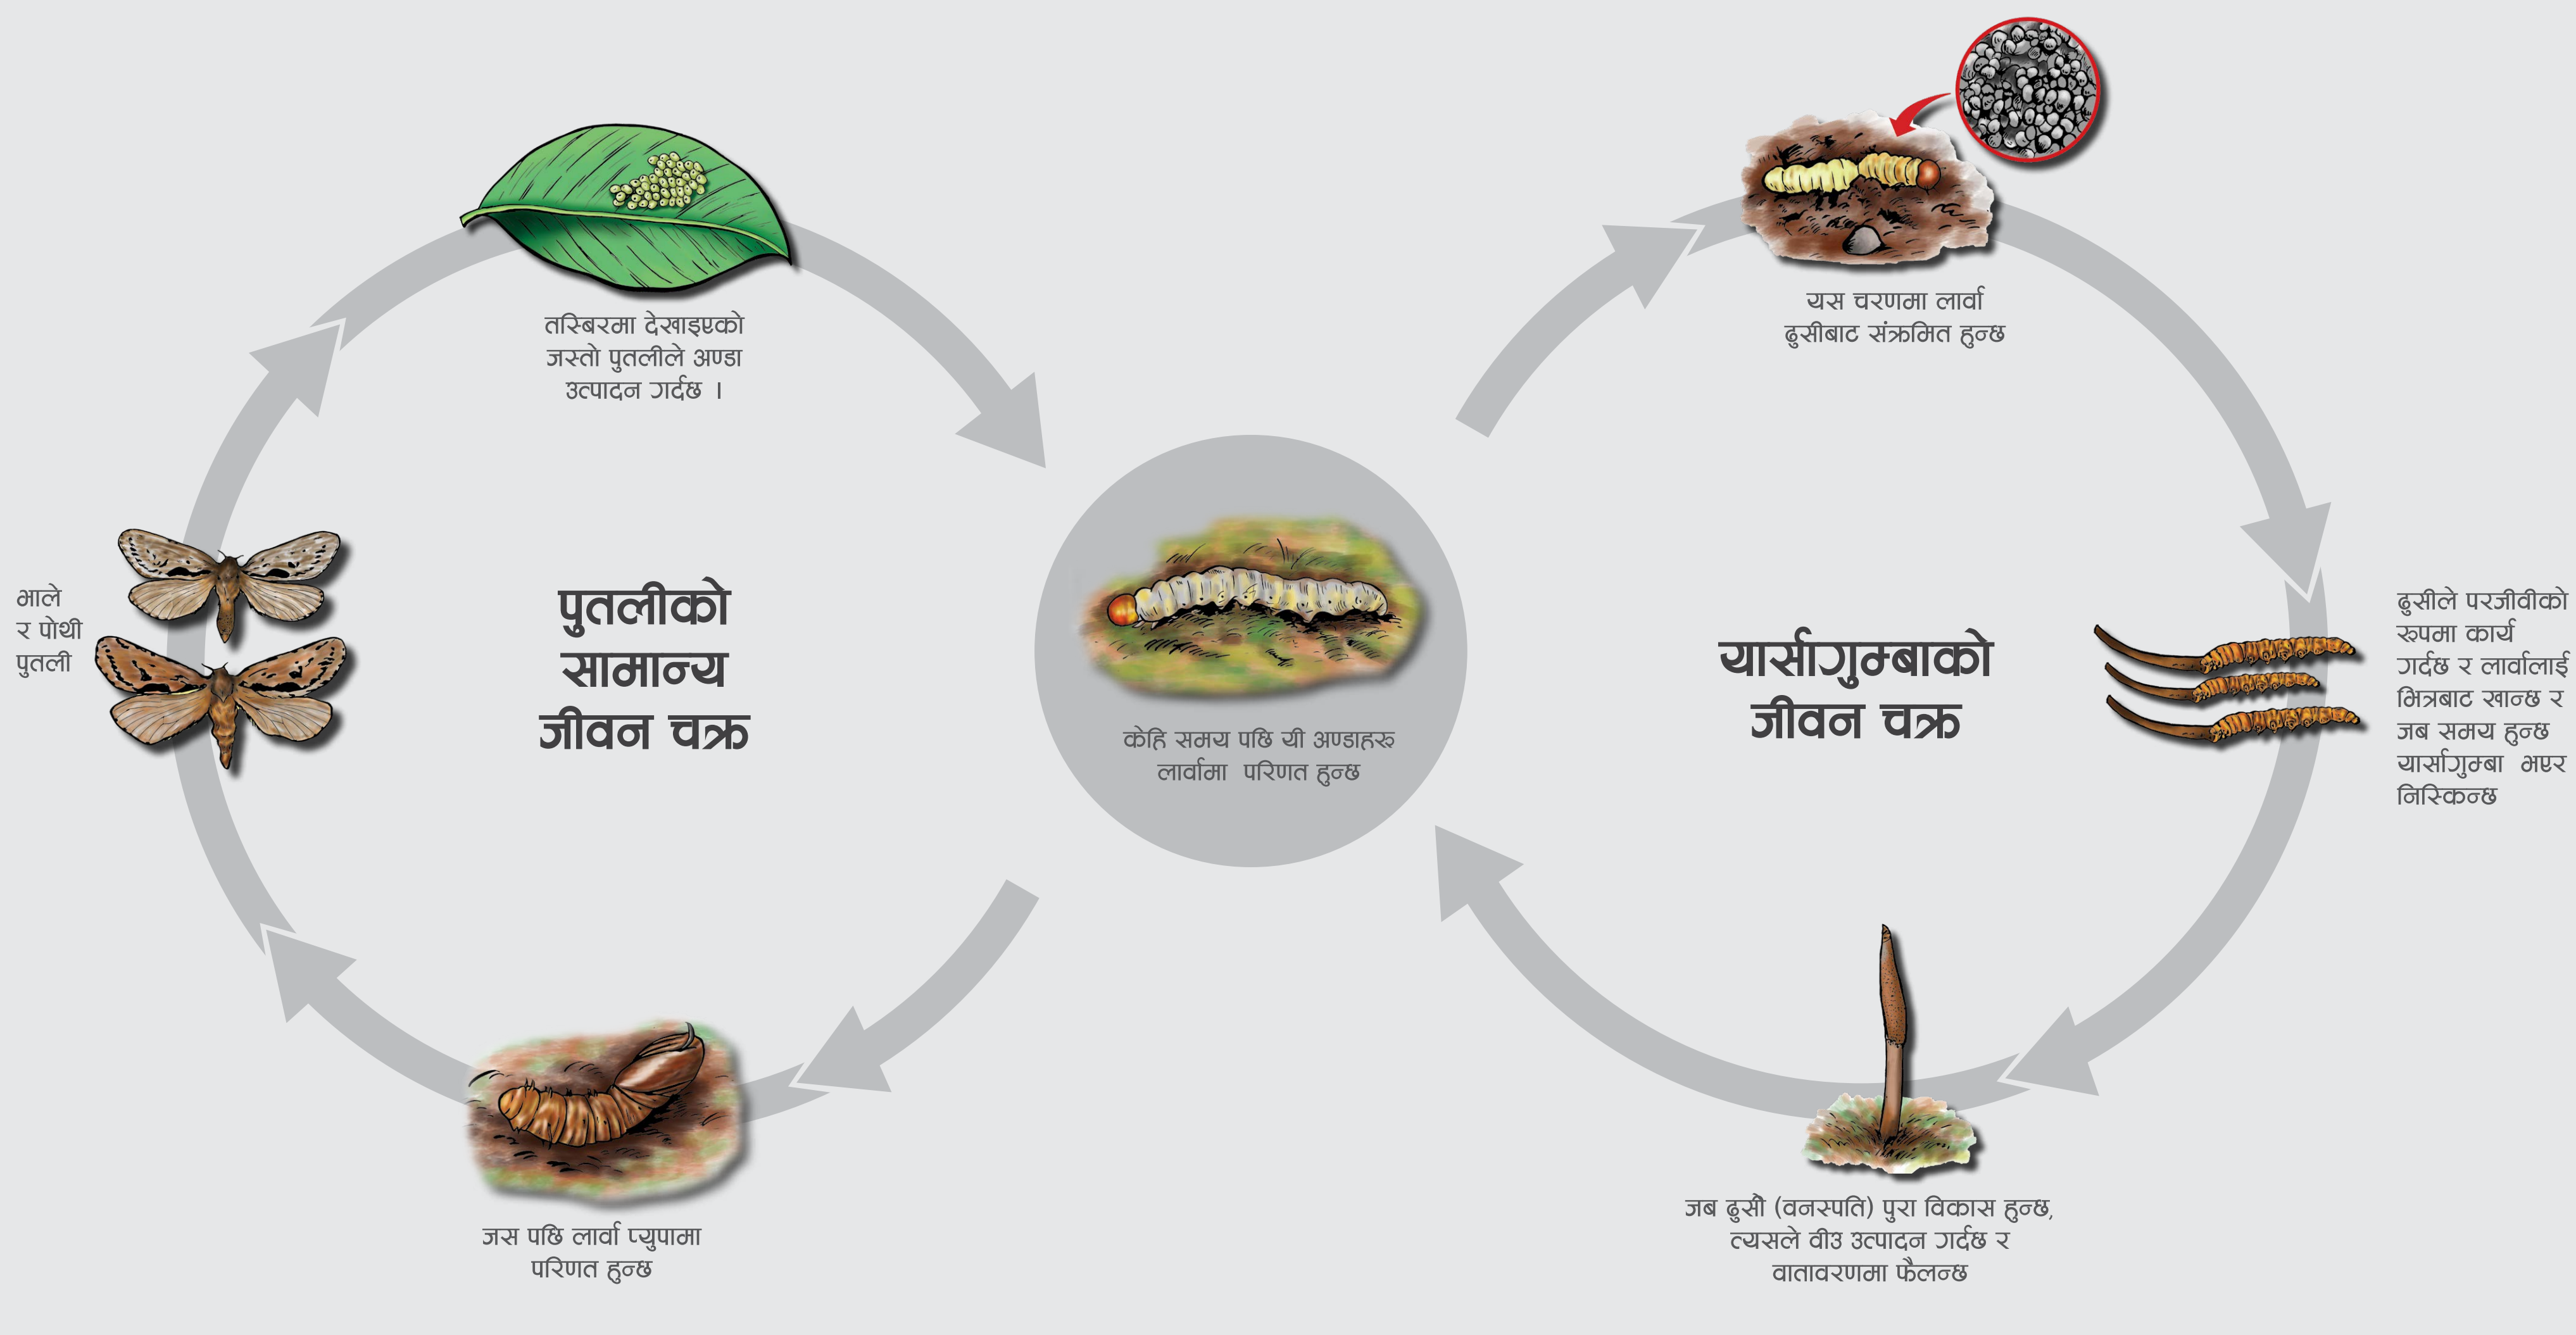 तस्बिरमा देखाइएको
जस्तो पुतलीले अण्डा
उत्पादन गर्दछ ।
भाले
र पोथी
पुतली
पुतलीको
सामान्य
जीवन चक्र
जस पछि लार्वा प्युपामा
परिणत हुन्छ
केहि समय पछि यी अण्डाहरु
लार्वामा परिणत हुन्छ
यस चरणमा लार्वा
ढुसीबाट संक्रमित हुन्छ
यार्सागुम्बाको
जीवन चक्र
ढुसीले परजीवीको
रुपमा कार्य
गर्दछ र लार्वालाई
भित्रबाट खान्छ र
जब समय हुन्छ
यार्सागुम्बा भएर
निस्किन्छ
जब ढुसी (वनस्पति) पुरा विकास हुन्छ,
त्यसले वीउ उत्पादन गर्दछ र
वातावरणमा फैलन्छ